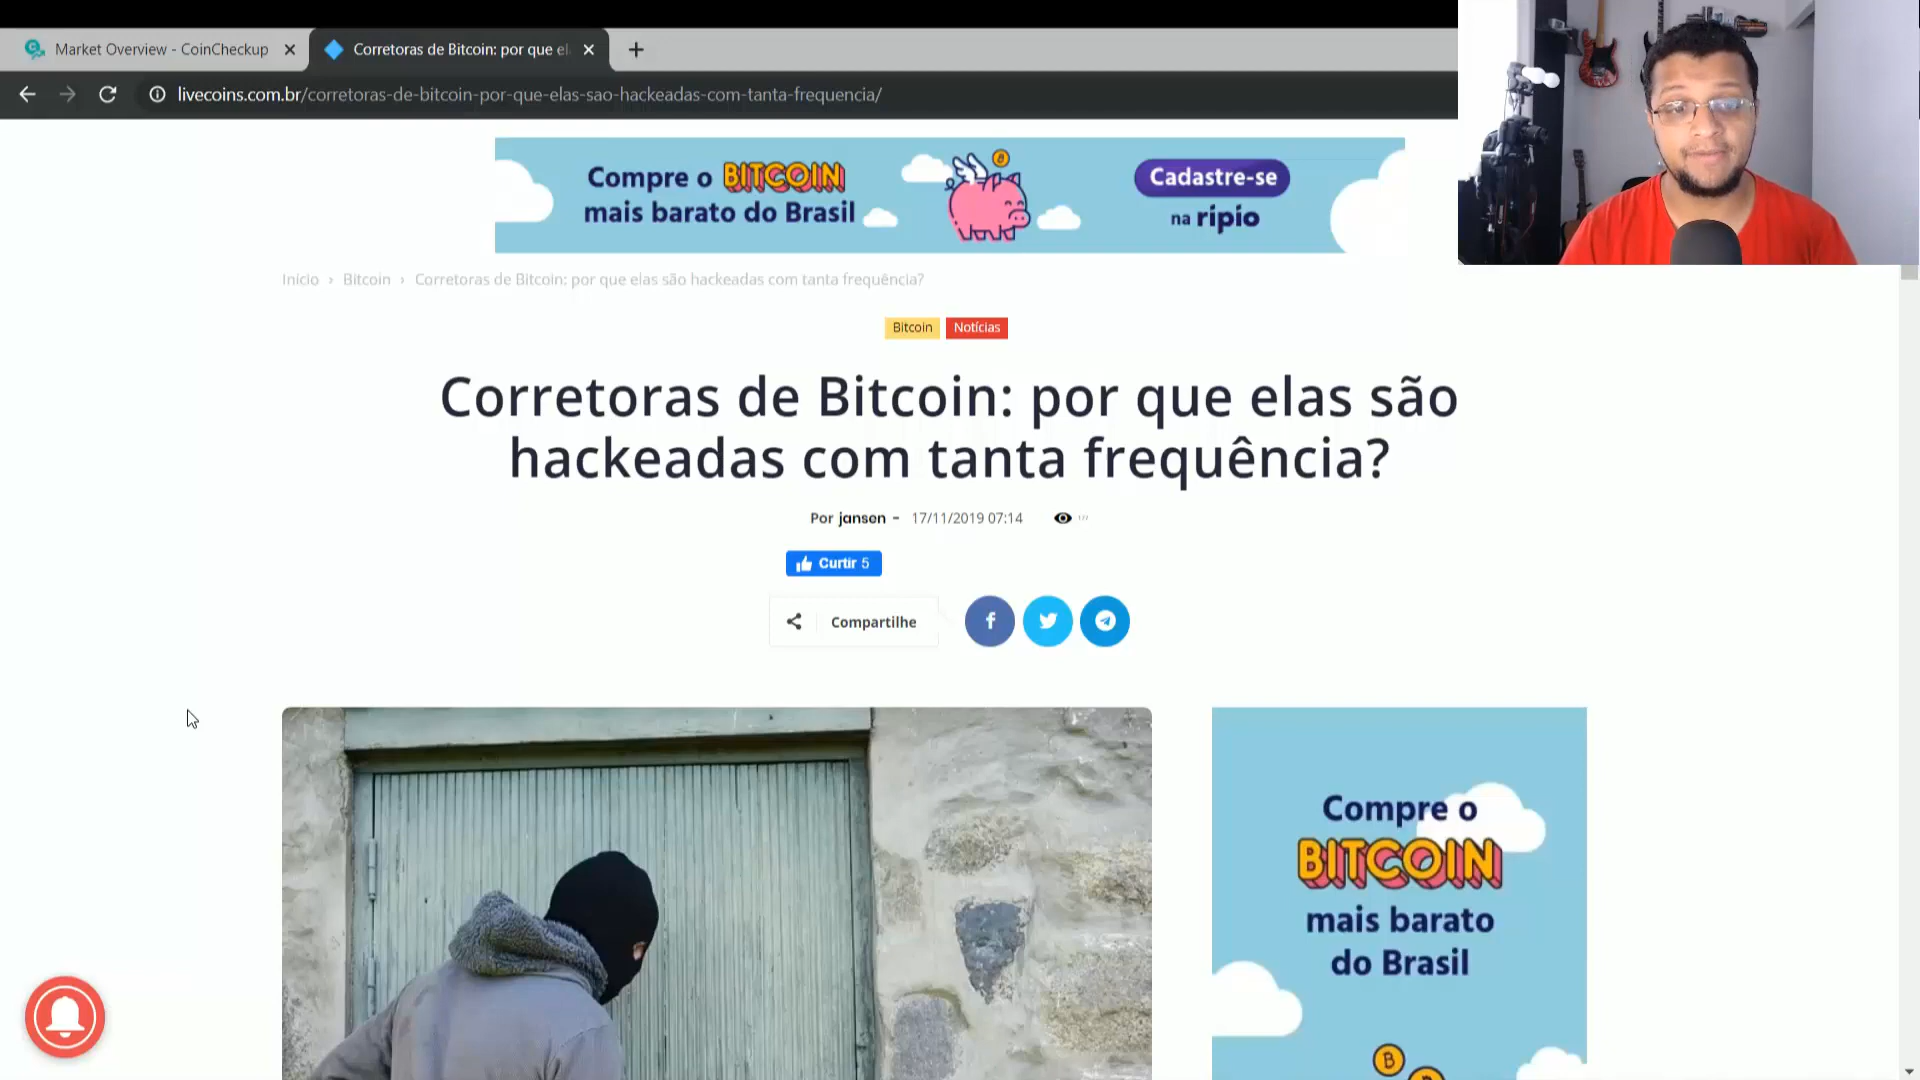 Market Overview - CoinCheckup
Corretoras de Bitcoin: por que el
livecoins.com.br/corretoras-de-bitcoin-por-que-elas-sao-hackeadas-com-tanta-frequencia/
Compre o BITCOIN
mais barato do Brasil
Cadastre-se
na ripio
Início › Bitcoin › Corretoras de Bitcoin: por que elas são hackeadas com tanta frequência?
Bitcoin Notícias
Corretoras de Bitcoin: por que elas são
hackeadas com tanta frequência?
Por jansen - 17/11/2019 07:14
Curtir 5
Compartilhe
Compre o
BITCOIN
mais barato
do Brasil